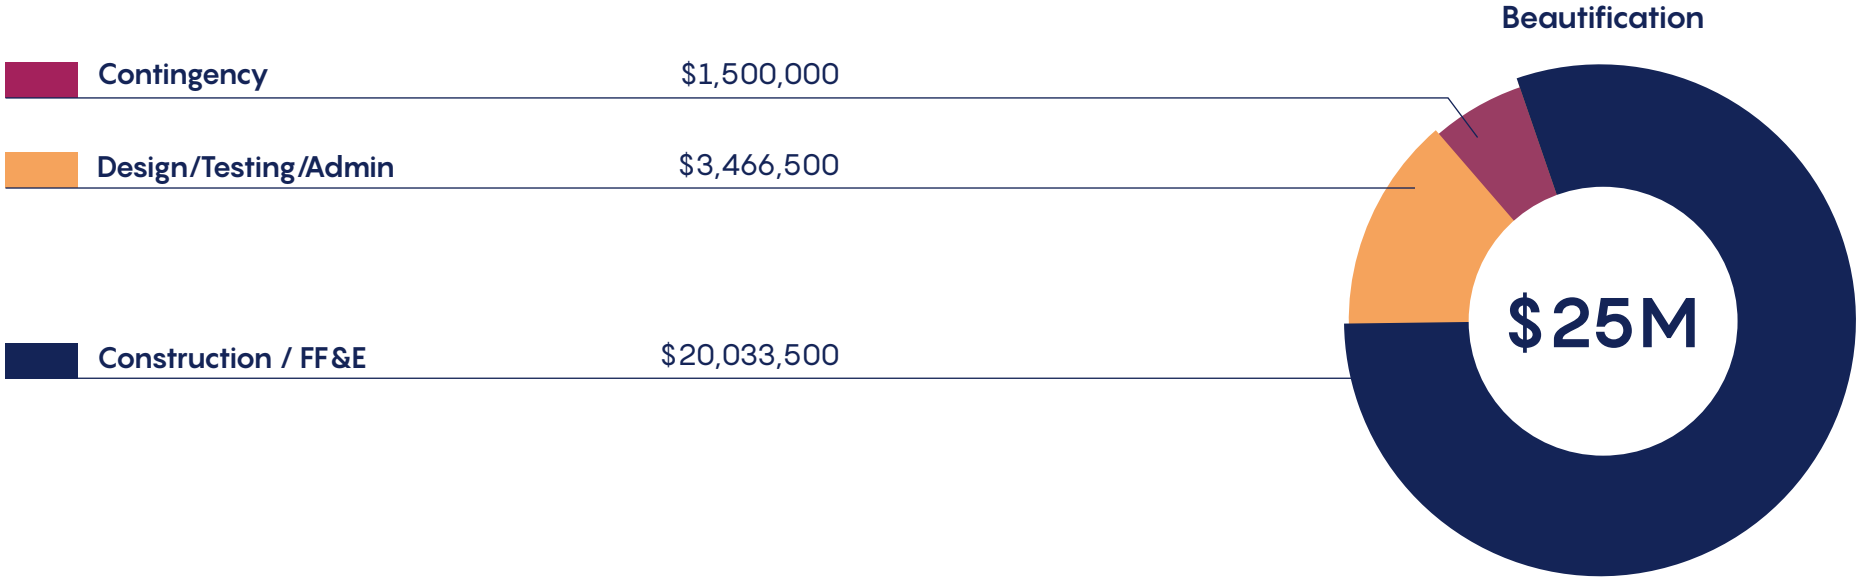 Beautification
Contingency $1,500,000
Design/Testing/Admin $3,466,500
$25M
Construction / FF&E $20,033,500